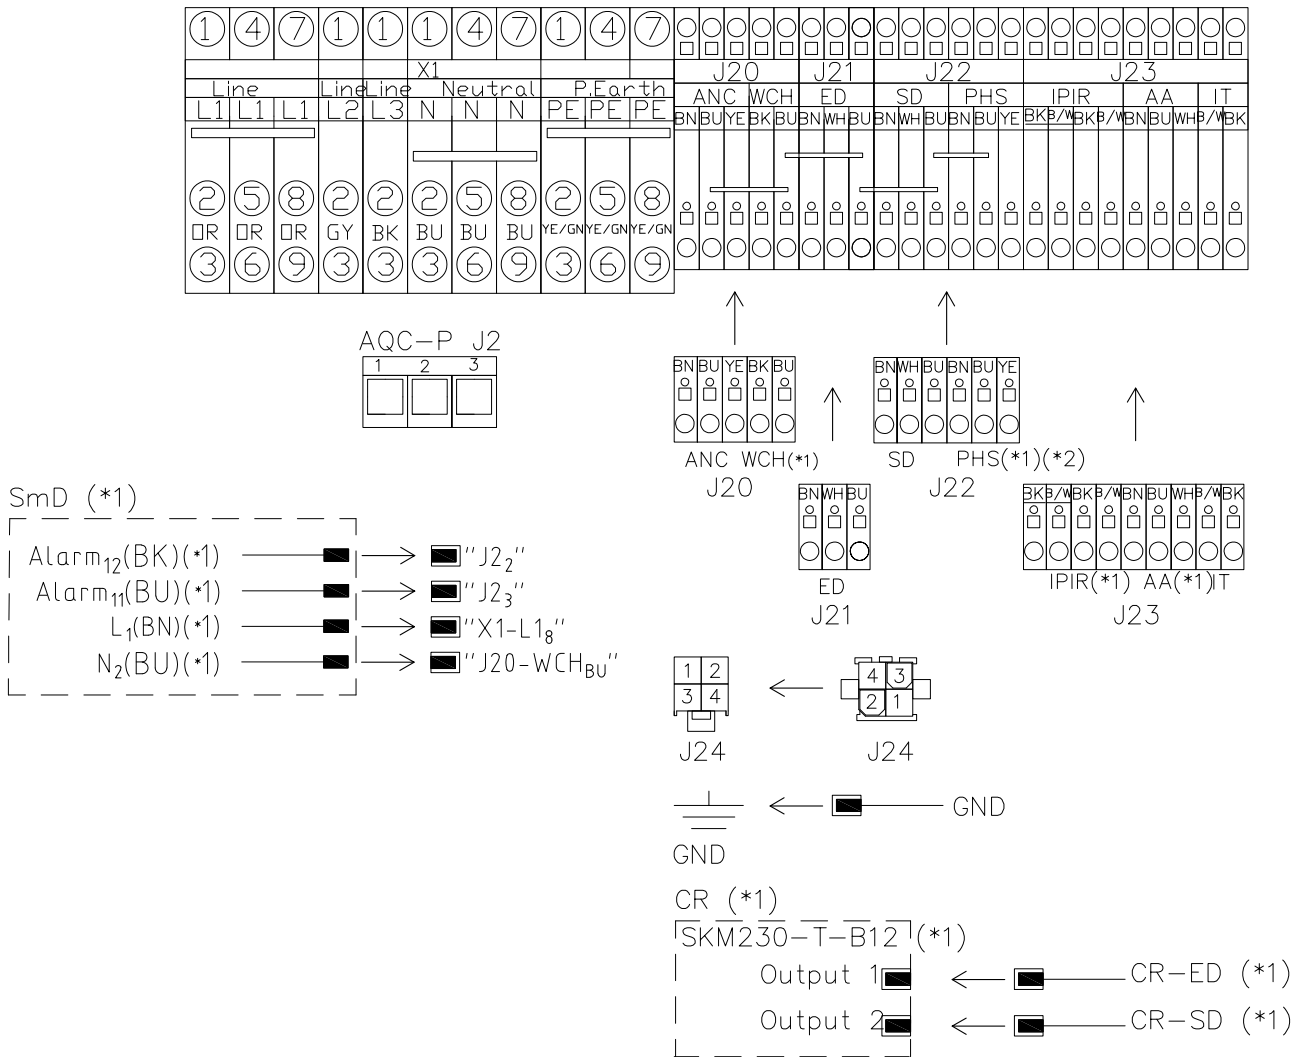 1 4 7 1 1 1 4 7 1 4 7
X1 J20 J21 J22 J23
Line Line Line Neutral P.Earth ANC WCH ED SD PHS IPIR AA IT
L1 L1 L1 L2 L3 N N N PE PE PE BN BU YE BK BU BN WH BU BN WH BU BN BU YE BK B/W BK B/W BN BU WH B/W BK
2 5 8 2 2 2 5 8 2 5 8
OR OR OR GY BK BU BU BU YE/GN YE/GN YE/GN
3 6 9 3 3 3 6 9 3 6 9
AQC-P J2
1 2 3
BN BU YE BK BU
ANC WCH(*1)
J20
BN WH BU BN BU YE
SD PHS(*1)(*2)
J22
BN WH BU
ED
J21
BK B/W BK B/W BN BU WH B/W BK
IPIR(*1) AA(*1) IT
J23
SmD (*1)
Alarm12(BK)(*1) "J22"
Alarm11(BU)(*1) "J23"
L1(BN)(*1) "X1-L18"
N2(BU)(*1) "J20-WCHBU"
1 2 4 3
3 4 2 1
J24 J24
GND
GND
CR (*1)
SKM230-T-B12 (*1)
Output 1 CR-ED (*1)
Output 2 CR-SD (*1)